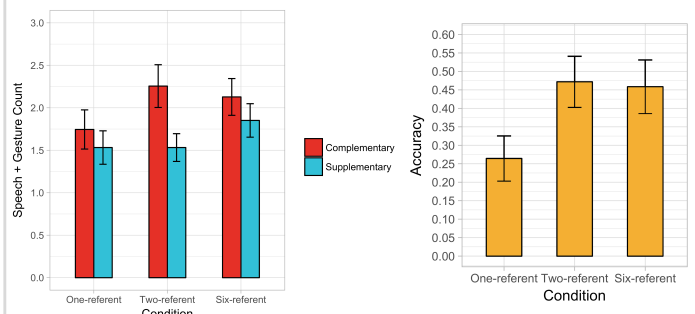 3.0
2.5
2.0
1.5
1.0
0.5
0.0
Speech + Gesture Count
One-referent Two-referent Six-referent
Condition
Complementary
Supplementary
0.60
0.55
0.50
0.45
0.40
0.35
0.30
0.25
0.20
0.15
0.10
0.05
0.00
Accuracy
One-referent Two-referent Six-referent
Condition